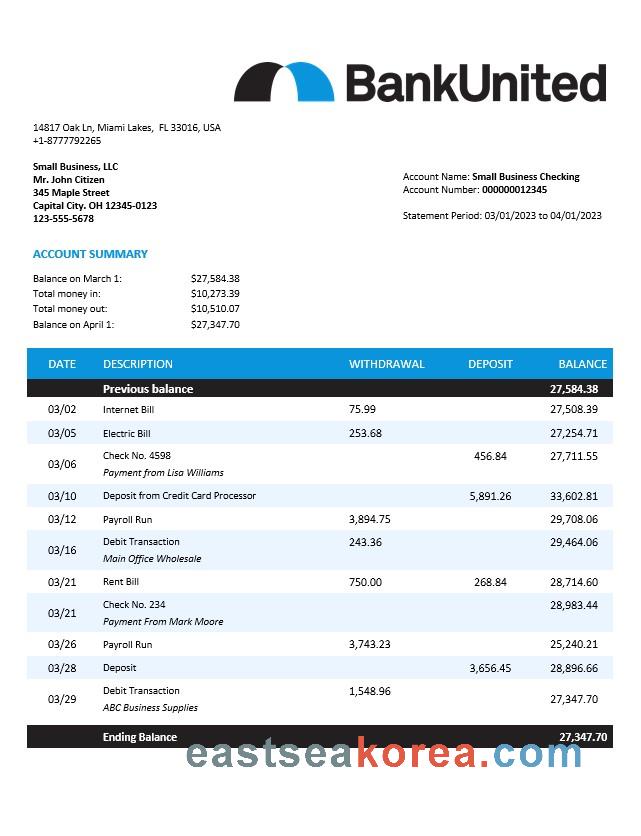 BankUnited
14817 Oak Ln, Miami Lakes, FL 33016, USA
+1-8777792265
Small Business, LLC
Mr. John Citizen
345 Maple Street
Capital City. OH 12345-0123
123-555-5678
Account Name: Small Business Checking
Account Number: 000000012345
Statement Period: 03/01/2023 to 04/01/2023
ACCOUNT SUMMARY
Balance on March 1: $27,584.38
Total money in: $10,273.39
Total money out: $10,510.07
Balance on April 1: $27,347.70
DATE DESCRIPTION WITHDRAWAL DEPOSIT BALANCE
Previous balance 27,584.38
03/02 Internet Bill 75.99 27,508.39
03/05 Electric Bill 253.68 27,254.71
03/06 Check No. 4598 456.84 27,711.55
Payment from Lisa Williams
03/10 Deposit from Credit Card Processor 5,891.26 33,602.81
03/12 Payroll Run 3,894.75 29,708.06
03/16 Debit Transaction 243.36 29,464.06
Main Office Wholesale
03/21 Rent Bill 750.00 268.84 28,714.60
03/21 Check No. 234 28,983.44
Payment From Mark Moore
03/26 Payroll Run 3,743.23 25,240.21
03/28 Deposit 3,656.45 28,896.66
03/29 Debit Transaction 1,548.96 27,347.70
ABC Business Supplies
Ending Balance 27,347.70
eastseakorea.com